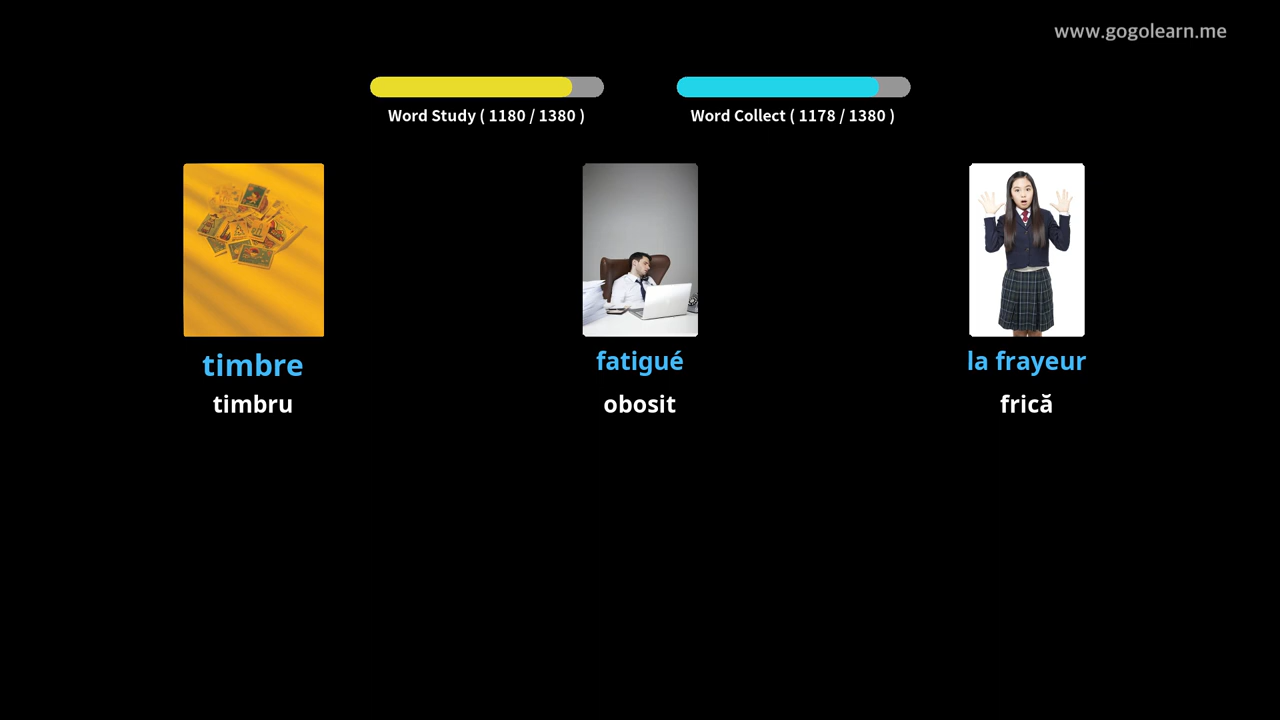 www.gogolearn.me
Word Study ( 1180 / 1380 )
Word Collect ( 1178 / 1380 )
timbre
fatigué
la frayeur
timbru
obosit
frică